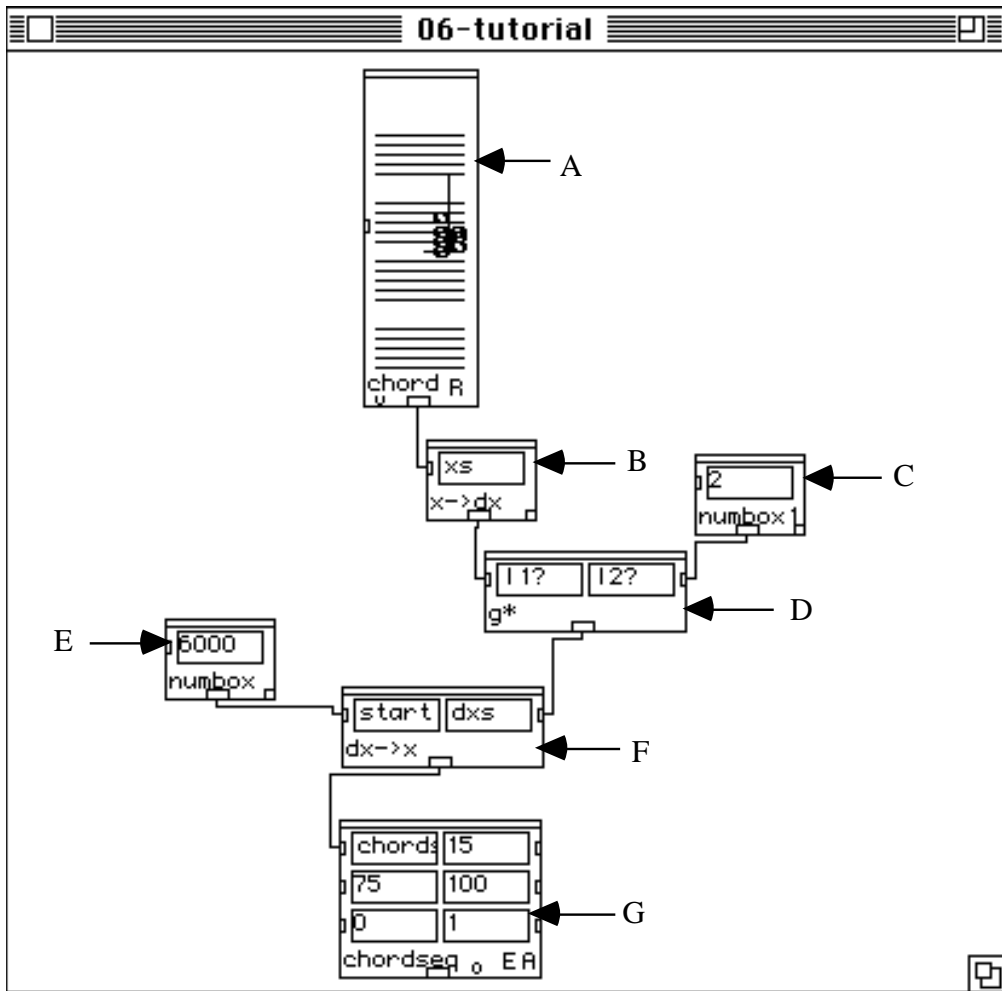 06-tutorial
A
chord R
υ
xs
B
x->dx
2
C
numbox1
l1? l2?
D
g*
E
6000
numbox
start dxs
dx->x
F
chords 15
75 100
0 1
G
chordseq o E A